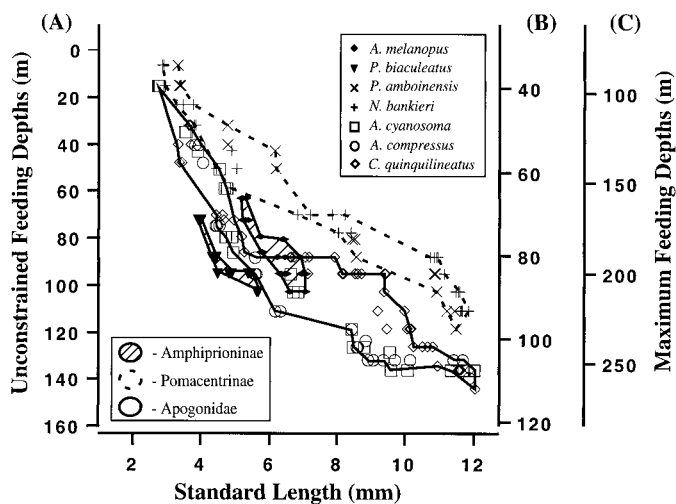 (A)
(B)
(C)
Unconstrained Feeding Depths (m)
0
20
40
60
80
100
120
140
160
A. melanopus
P. biaculeatus
P. amboinensis
N. bankieri
A. cyanosoma
A. compressus
C. quinquilineatus
- Amphiprioninae
- Pomacentrinae
- Apogonidae
2
4
6
8
10
12
Standard Length (mm)
40
60
80
100
120
100
150
200
250
Maximum Feeding Depths (m)